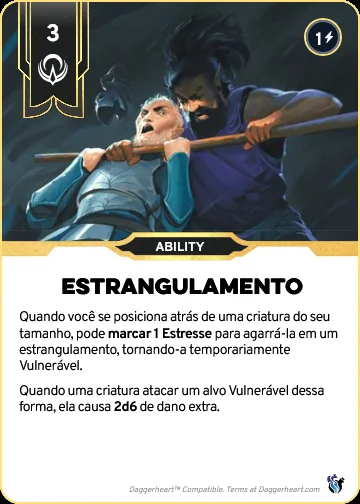 3
1
ABILITY
ESTRANGULAMENTO
Quando você se posiciona atrás de uma criatura do seu
tamanho, pode marcar 1 Estresse para agarrá-la em um
estrangulamento, tornando-a temporariamente
Vulnerável.
Quando uma criatura atacar um alvo Vulnerável dessa
forma, ela causa 2d6 de dano extra.
Daggerheart™ Compatible. Terms at Daggerheart.com